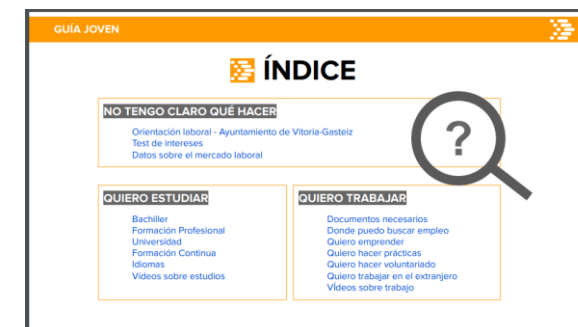 GUÍA JOVEN
ÍNDICE
NO TENGO CLARO QUÉ HACER
Orientación laboral - Ayuntamiento de Vitoria-Gasteiz
Test de intereses
Datos sobre el mercado laboral
?
QUIERO ESTUDIAR
Bachiller
Formación Profesional
Universidad
Formación Continua
Idiomas
Vídeos sobre estudios
QUIERO TRABAJAR
Documentos necesarios
Donde puedo buscar empleo
Quiero emprender
Quiero hacer prácticas
Quiero hacer voluntariado
Quiero trabajar en el extranjero
Vídeos sobre trabajo